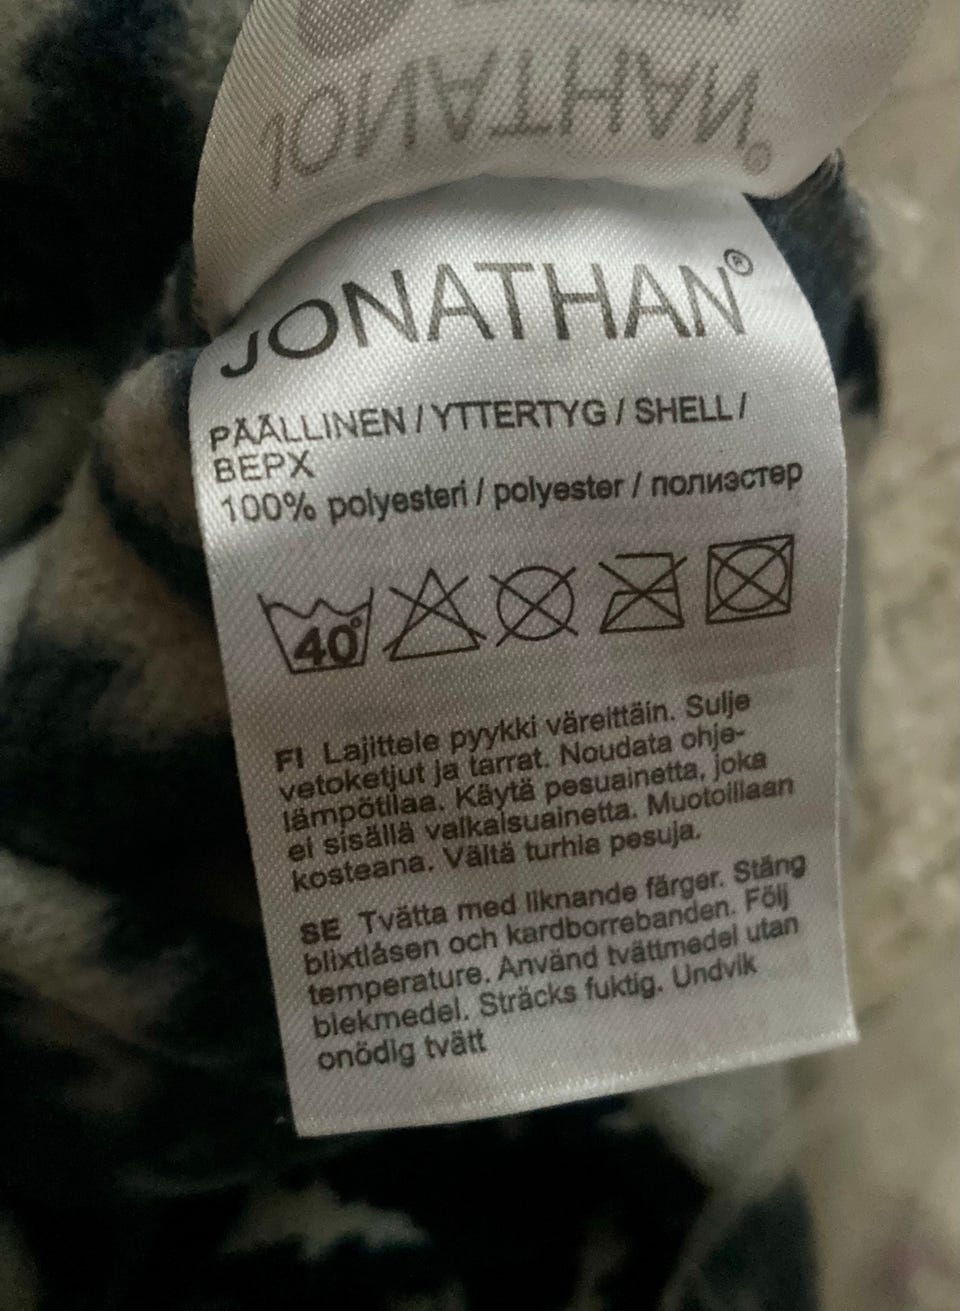 JONATHAN®
JONATHAN®
PÄÄLLINEN / YTTERTYG / SHELL /
ВЕРХ
100% polyesteri / polyester / полиэстер
40°
FI Lajittele pyykki väreittäin. Sulje
vetoketjut ja tarrat. Noudata ohje-
lämpötilaa. Käytä pesuainetta, joka
ei sisällä valkaisuainetta. Muotoillaan
kosteana. Vältä turhia pesuja.
SE Tvätta med liknande färger. Stäng
blixtlåsen och kardborrebanden. Följ
temperature. Använd tvättmedel utan
blekmedel. Sträcks fuktig. Undvik
onödig tvätt